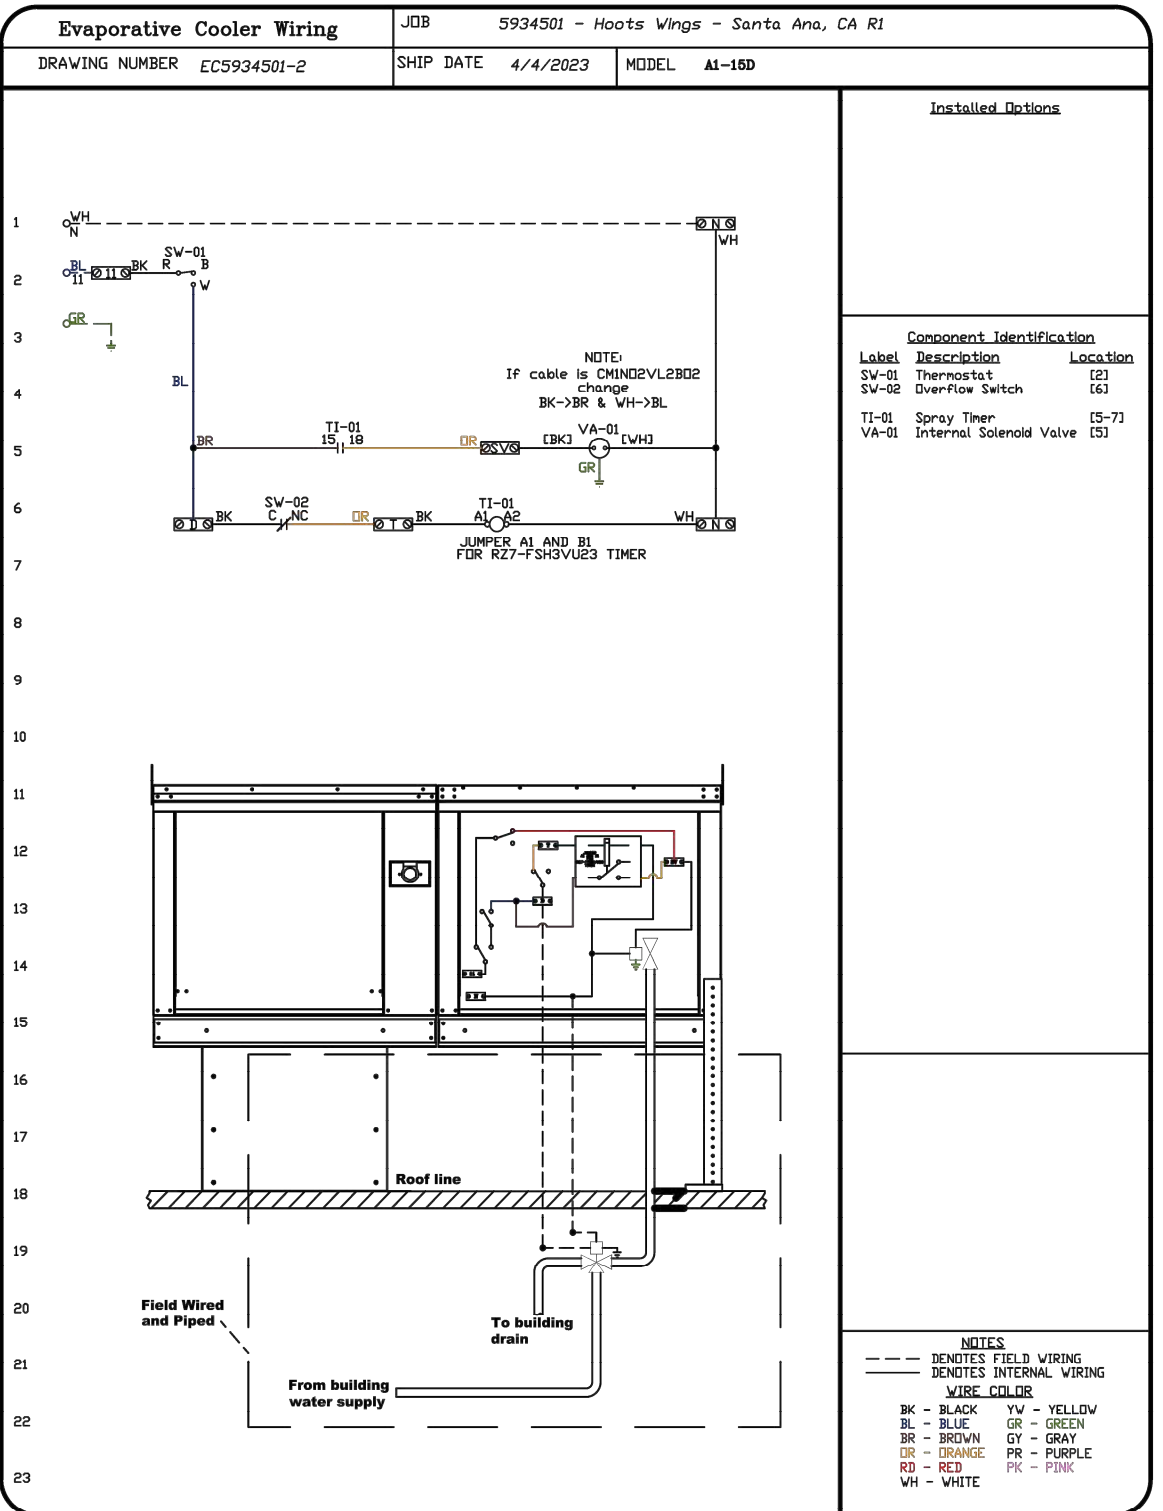 Evaporative Cooler Wiring
JOB 5934501 - Hoots Wings - Santa Ana, CA R1
DRAWING NUMBER EC5934501-2
SHIP DATE 4/4/2023
MODEL A1-15D
Installed Options
1
WH
N
N
WH
2
BL
11
11
BK
R
SW-01
B
W
3
GR
4
BL
NOTE:
If cable is CM1NO2VL2BO2
change
BK->BR & WH->BL
5
BR
TI-01
15 18
OR
SV
[BK]
VA-01
[WH]
GR
6
D
BK
SW-02
C NC
OR
T
BK
TI-01
A1 A2
WH
N
JUMPER A1 AND B1
FOR RZ7-FSH3VU23 TIMER
7
8
9
10
11
12
13
14
15
16
17
18
19
20
21
22
23
Component Identification
Label Description Location
SW-01 Thermostat [2]
SW-02 Overflow Switch [6]
TI-01 Spray Timer [5-7]
VA-01 Internal Solenoid Valve [5]
Roof line
Field Wired
and Piped
To building
drain
From building
water supply
NOTES
DENOTES FIELD WIRING
DENOTES INTERNAL WIRING
WIRE COLOR
BK - BLACK YW - YELLOW
BL - BLUE GR - GREEN
BR - BROWN GY - GRAY
OR - ORANGE PR - PURPLE
RD - RED PK - PINK
WH - WHITE